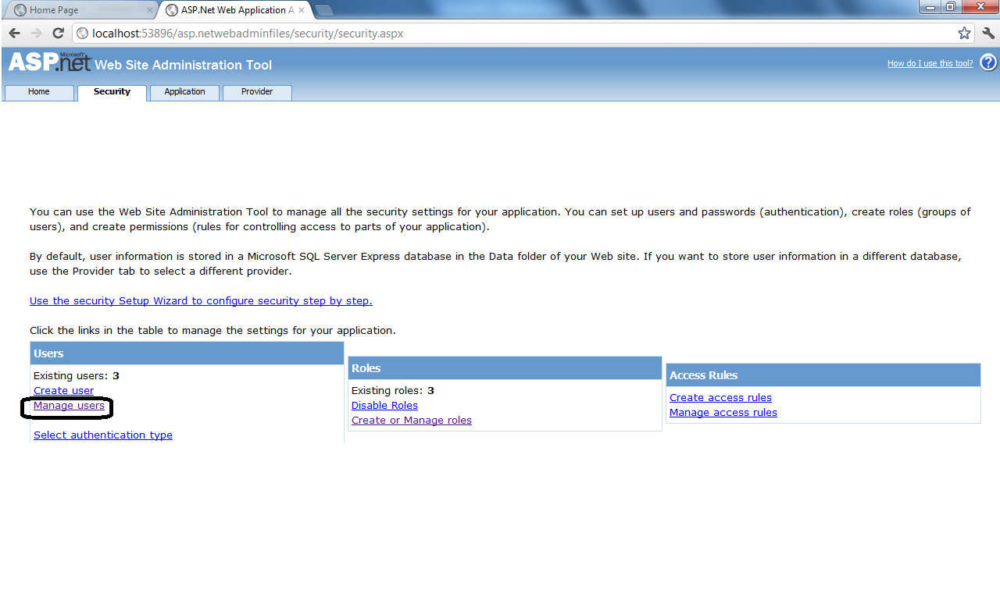 Home Page
ASP.Net Web Application A
localhost:53896/asp.netwebadminfiles/security/security.aspx
Microsoft
ASP.net Web Site Administration Tool
How do I use this tool?
?
Home
Security
Application
Provider
You can use the Web Site Administration Tool to manage all the security settings for your application. You can set up users and passwords (authentication), create roles (groups of
users), and create permissions (rules for controlling access to parts of your application).
By default, user information is stored in a Microsoft SQL Server Express database in the Data folder of your Web site. If you want to store user information in a different database,
use the Provider tab to select a different provider.
Use the security Setup Wizard to configure security step by step.
Click the links in the table to manage the settings for your application.
Users
Existing users: 3
Create user
Manage users
Select authentication type
Roles
Existing roles: 3
Disable Roles
Create or Manage roles
Access Rules
Create access rules
Manage access rules